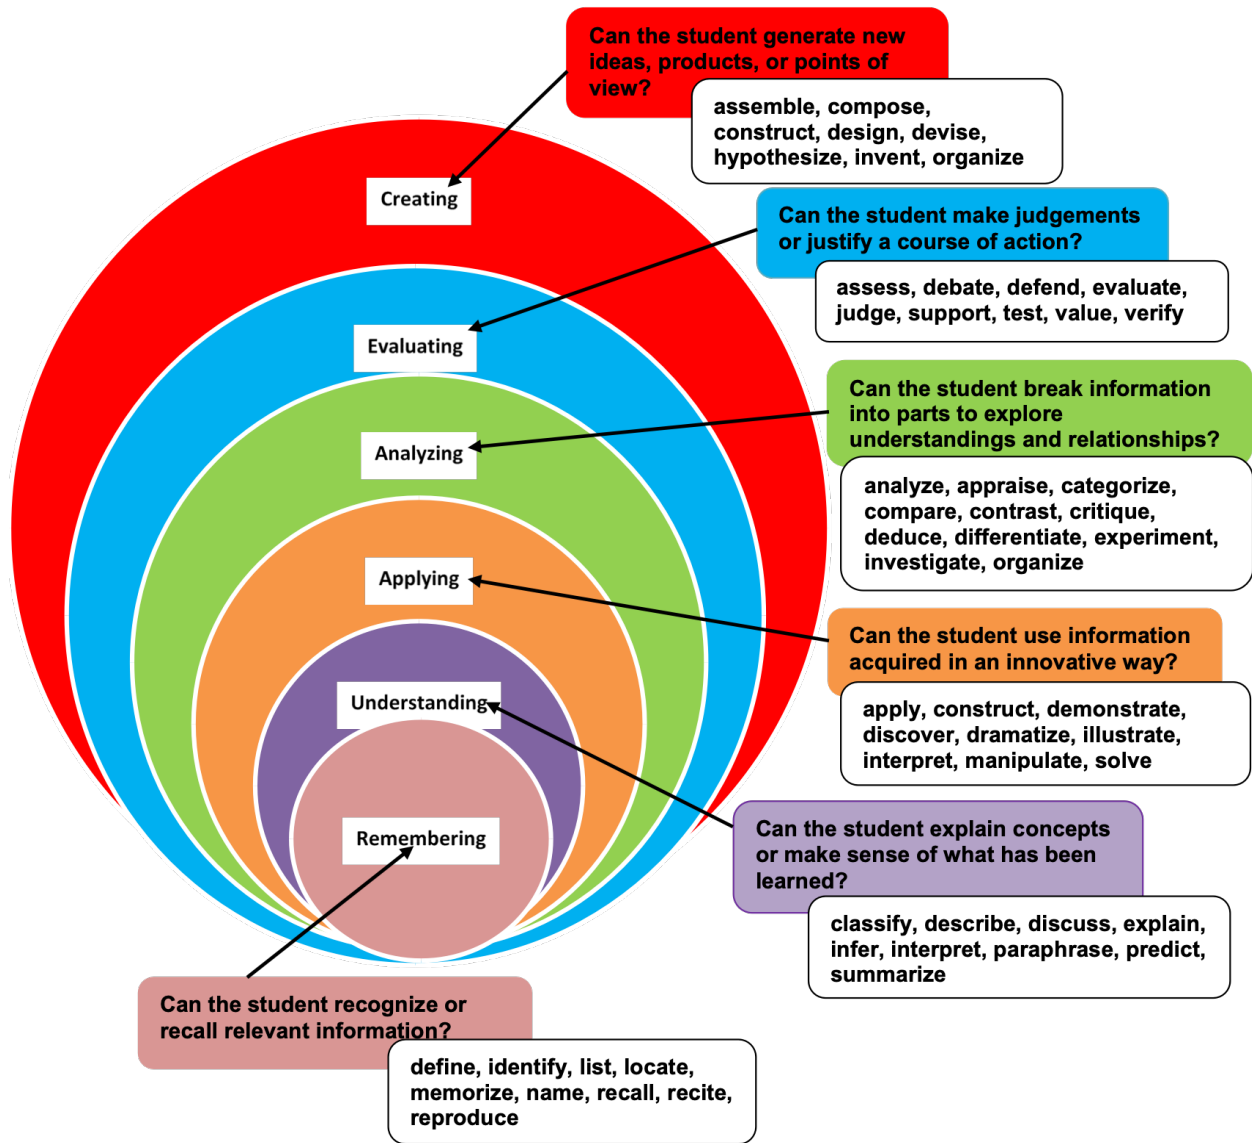 Can the student generate new
ideas, products, or points of
view?
assemble, compose,
construct, design, devise,
hypothesize, invent, organize
Creating
Can the student make judgements
or justify a course of action?
assess, debate, defend, evaluate,
judge, support, test, value, verify
Evaluating
Can the student break information
into parts to explore
understandings and relationships?
analyze, appraise, categorize,
compare, contrast, critique,
deduce, differentiate, experiment,
investigate, organize
Analyzing
Can the student use information
acquired in an innovative way?
apply, construct, demonstrate,
discover, dramatize, illustrate,
interpret, manipulate, solve
Applying
Understanding
Can the student explain concepts
or make sense of what has been
learned?
classify, describe, discuss, explain,
infer, interpret, paraphrase, predict,
summarize
Remembering
Can the student recognize or
recall relevant information?
define, identify, list, locate,
memorize, name, recall, recite,
reproduce